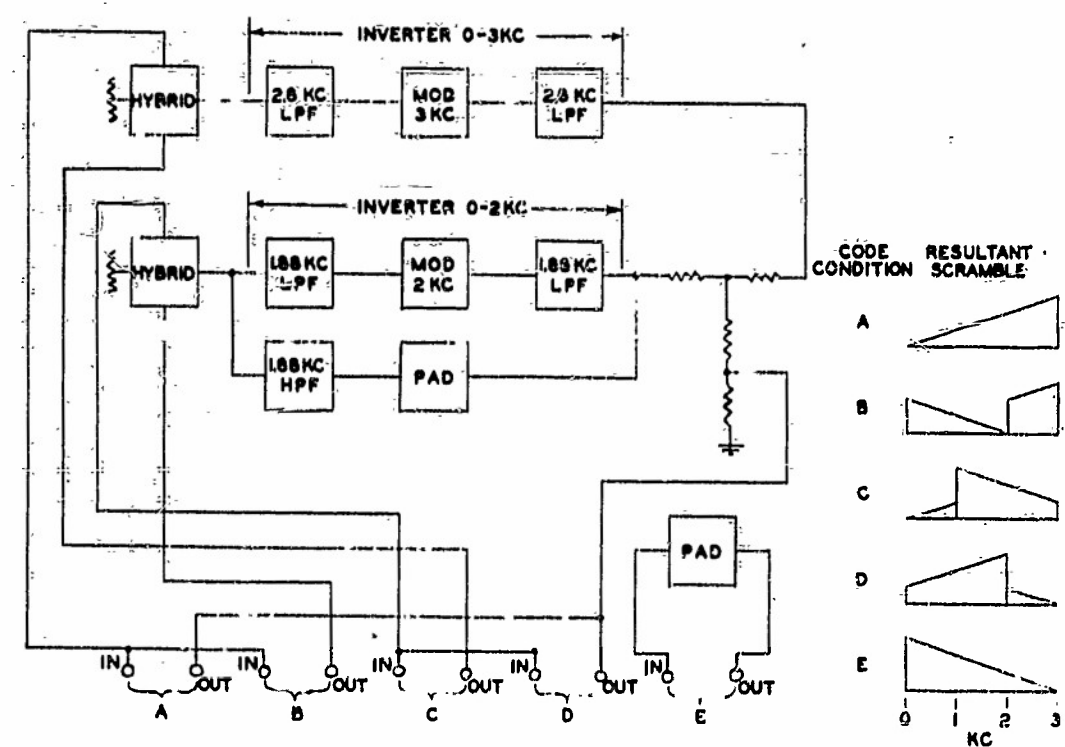 INVERTER 0-3KC
HYBRID
2.8 KC
LPF
MOD
3 KC
2.8 KC
LPF
INVERTER 0-2KC
HYBRID
1.88 KC
LPF
MOD
2 KC
1.88 KC
LPF
1.88 KC
HPF
PAD
CODE
CONDITION
RESULTANT
SCRAMBLE
A
B
C
D
E
0 1 2 3
KC
PAD
IN OUT IN OUT IN OUT IN OUT IN OUT
A B C D E